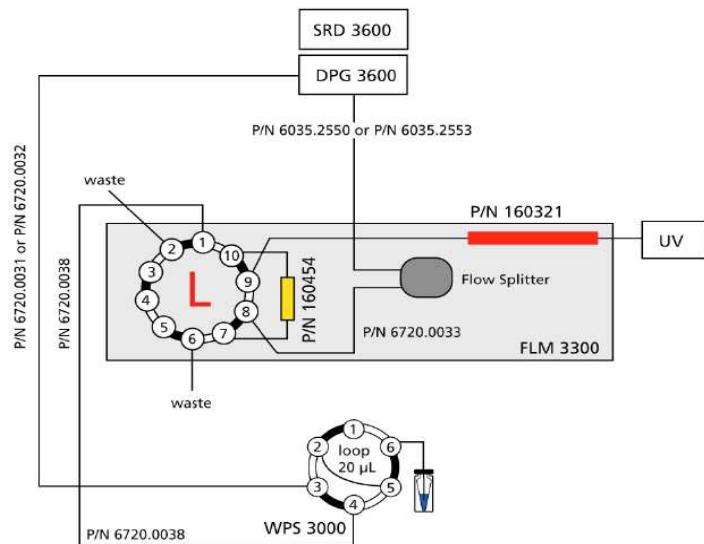 SRD 3600
DPG 3600
P/N 6035.2550 or P/N 6035.2553
P/N 6720.0031 or P/N 6720.0032
P/N 6720.0038
waste
P/N 160321
UV
1
2
3
4
5
6
7
8
9
10
L
P/N 160454
Flow Splitter
P/N 6720.0033
FLM 3300
waste
1
2
3
4
5
6
loop
20 µL
WPS 3000
P/N 6720.0038